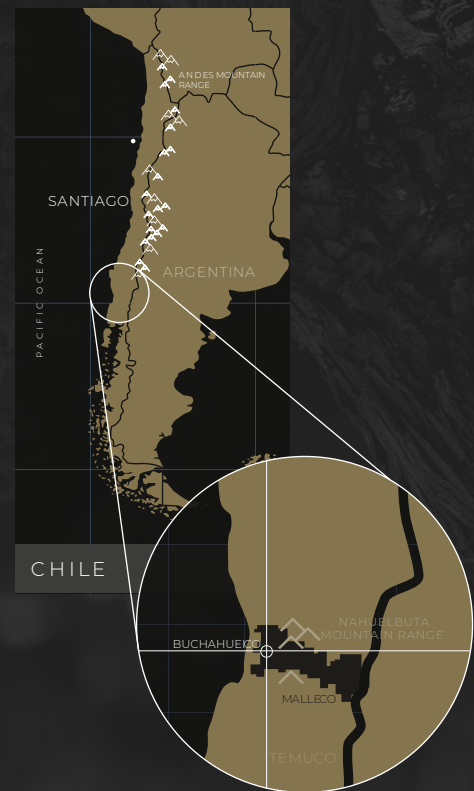 ANDES MOUNTAIN
RANGE
SANTIAGO
ARGENTINA
PACIFIC OCEAN
CHILE
NAHUELBUTA
MOUNTAIN RANGE
BUCHAHUECO
MALLECO
TEMUCO